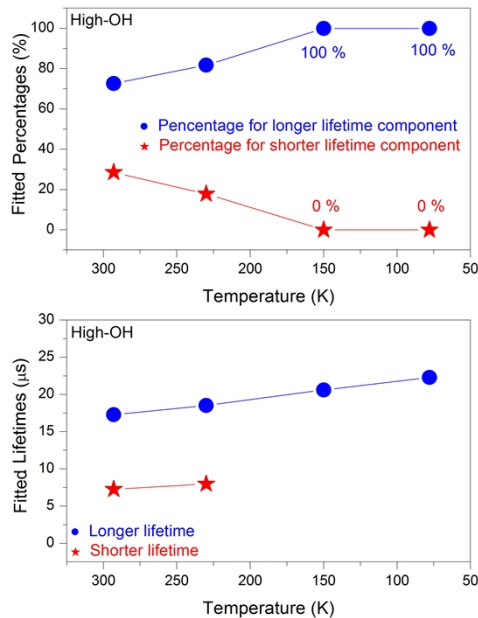 High-OH
Fitted Percentages (%)
100
80
60
40
20
0
100 %
100 %
Pencentage for longer lifetime component
Percentage for shorter lifetime component
0 %
0 %
300
250
200
150
100
50
Temperature (K)
High-OH
Fitted Lifetimes (μs)
30
25
20
15
10
5
0
Longer lifetime
Shorter lifetime
300
250
200
150
100
50
Temperature (K)